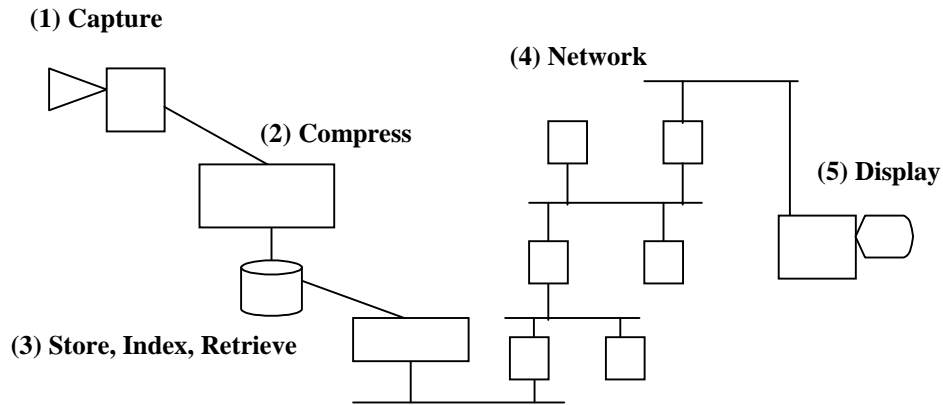 (1) Capture
(2) Compress
(3) Store, Index, Retrieve
(4) Network
(5) Display